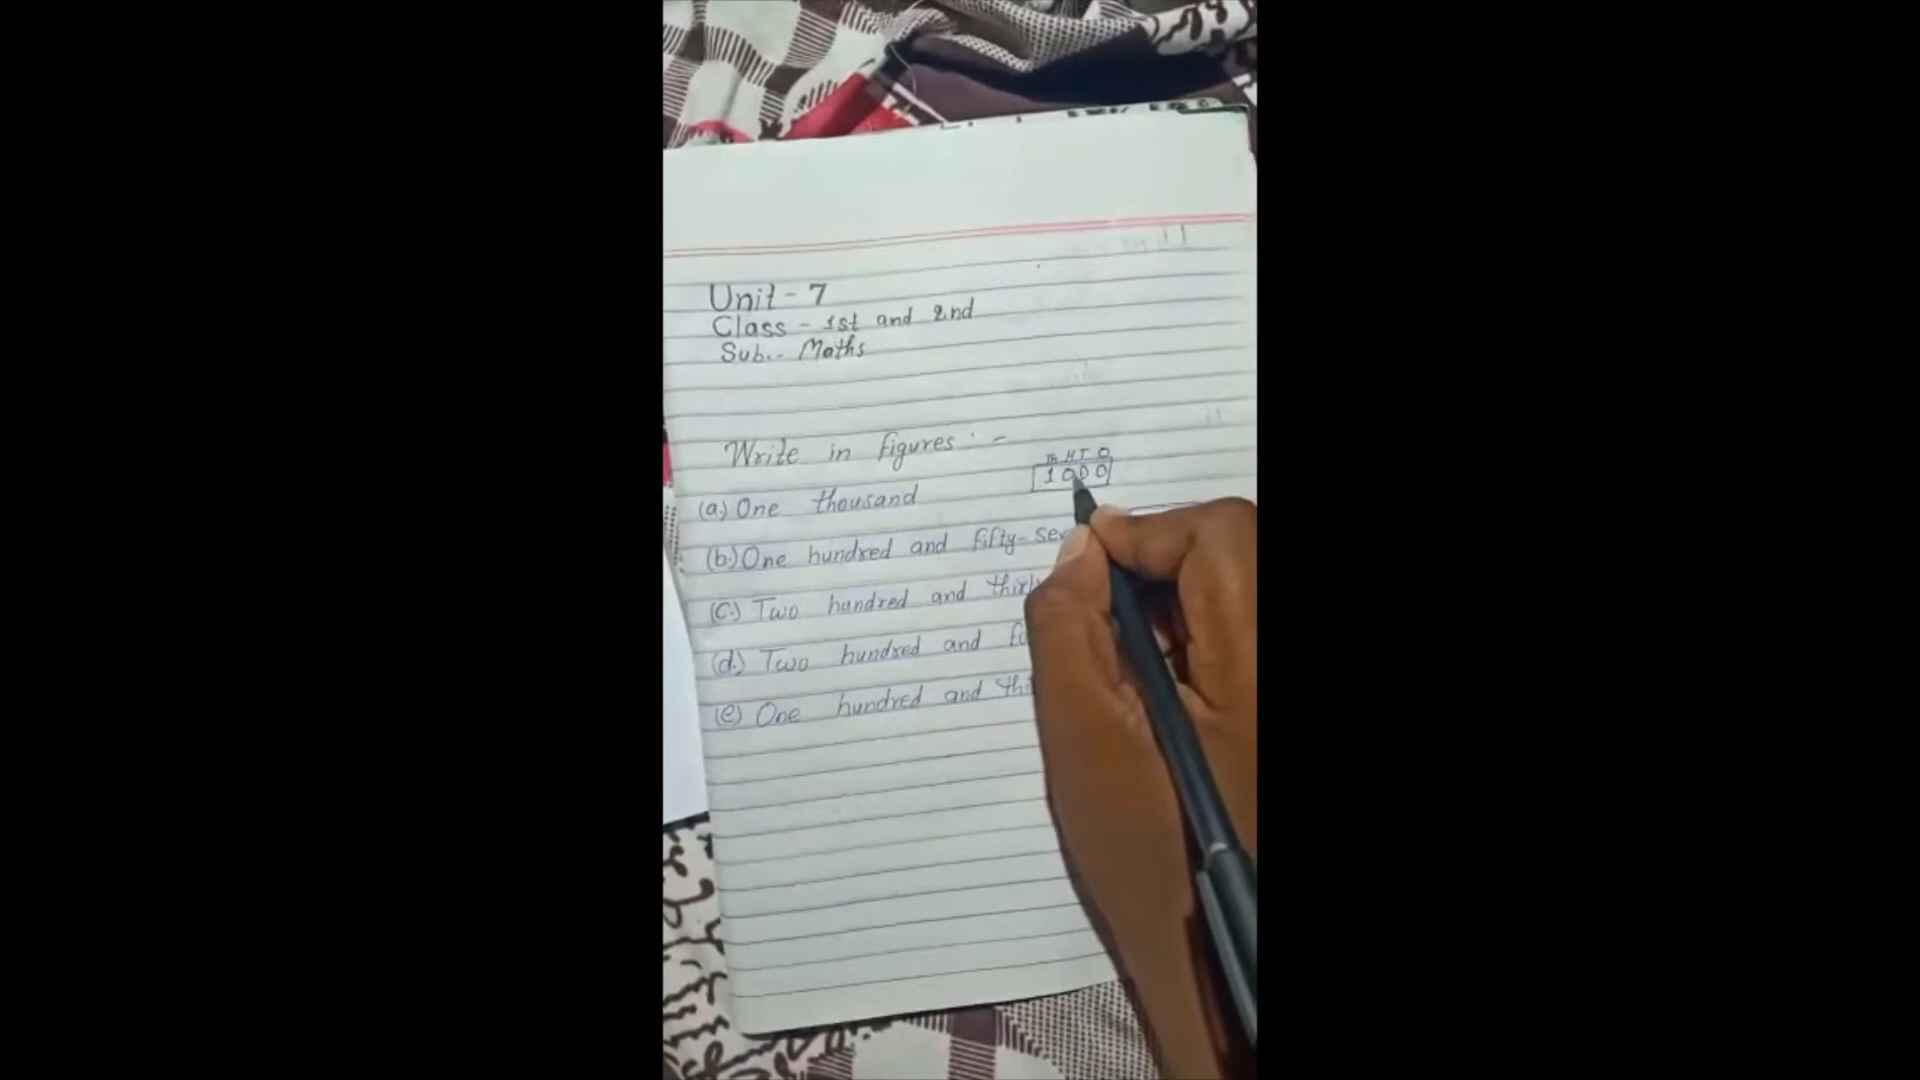 Unit - 7
Class - 1st and 2nd
Sub.- Maths
Write in figures : -
Th H T O
1 0 0 0
(a.) One thousand
(b.) One hundred and fifty-
(c.) Two hundred and
(d.) Two hundred and
(e) One hundred and